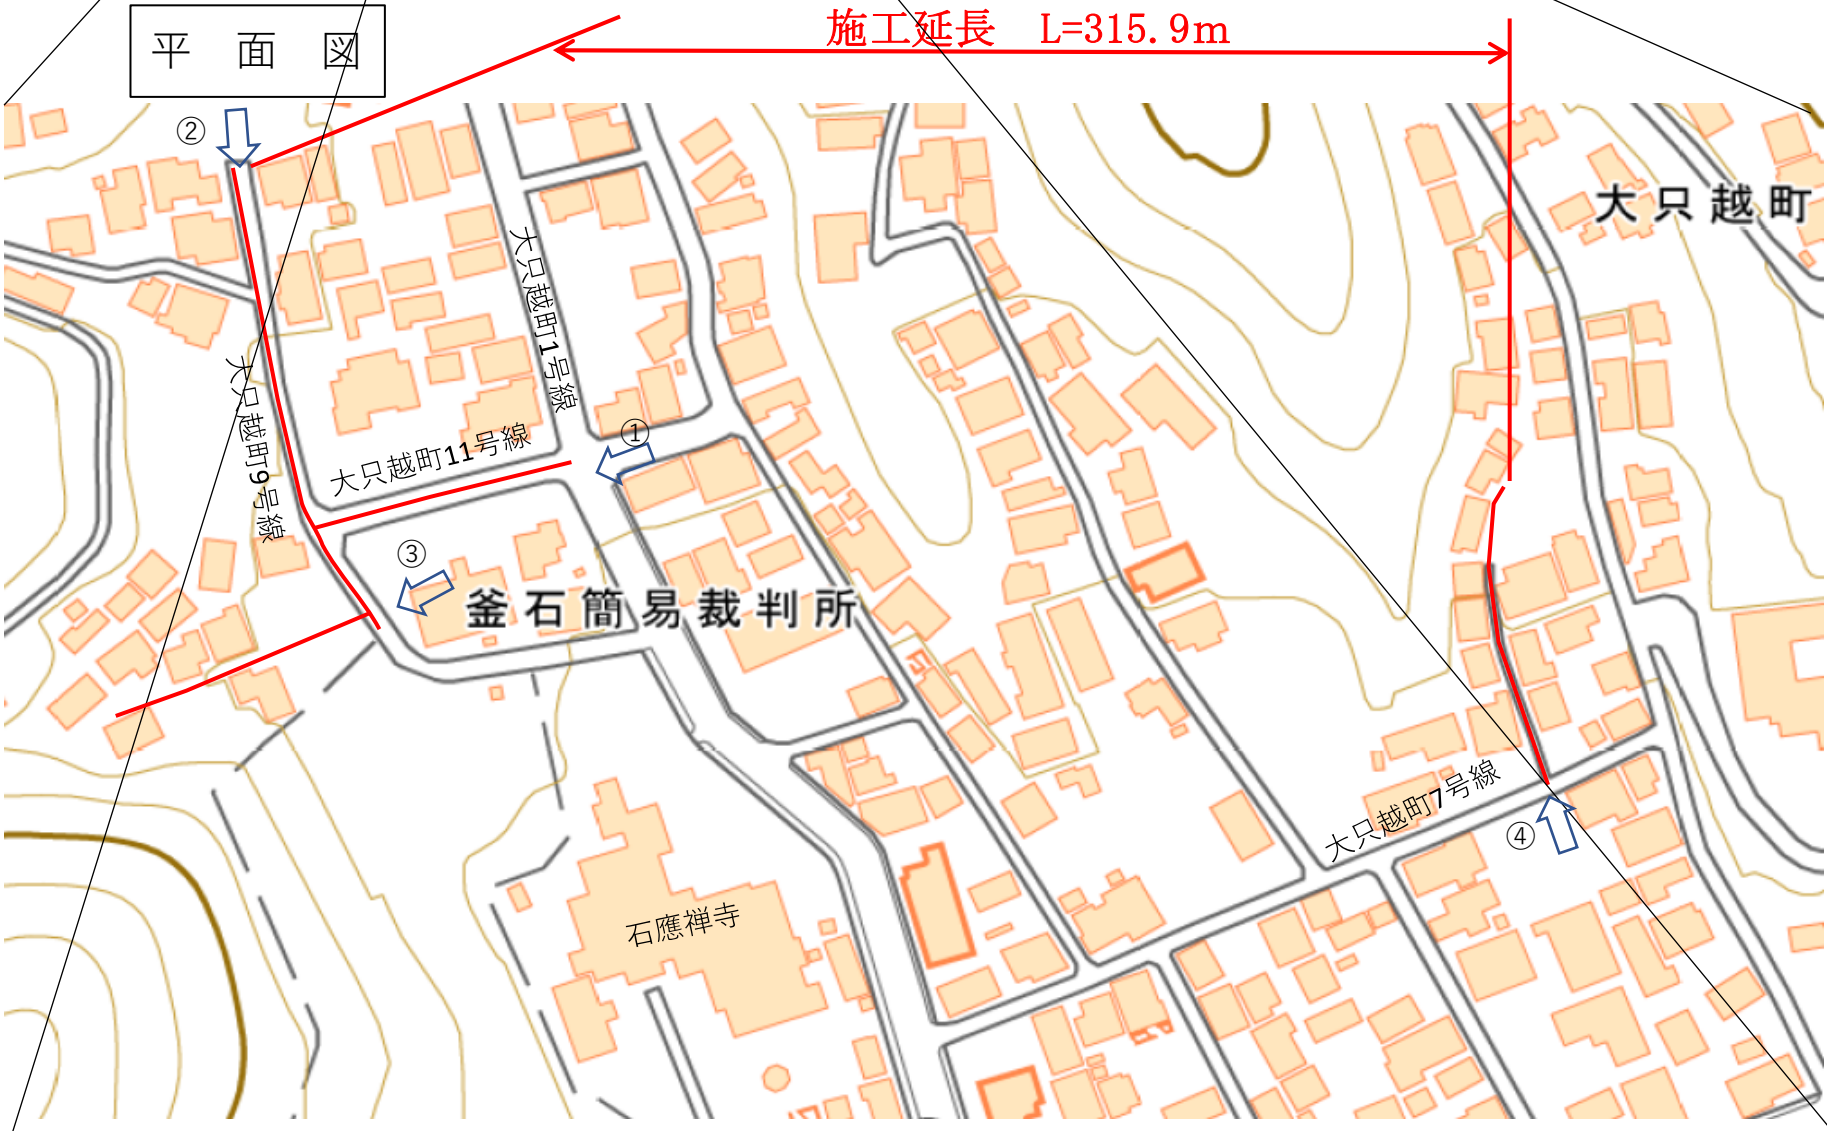 平面図
施工延長 L=315.9m
②
大只越町
大只越町1号線
大只越町9号線
①
大只越町11号線
③
釜石簡易裁判所
大只越町7号線
④
石應禅寺